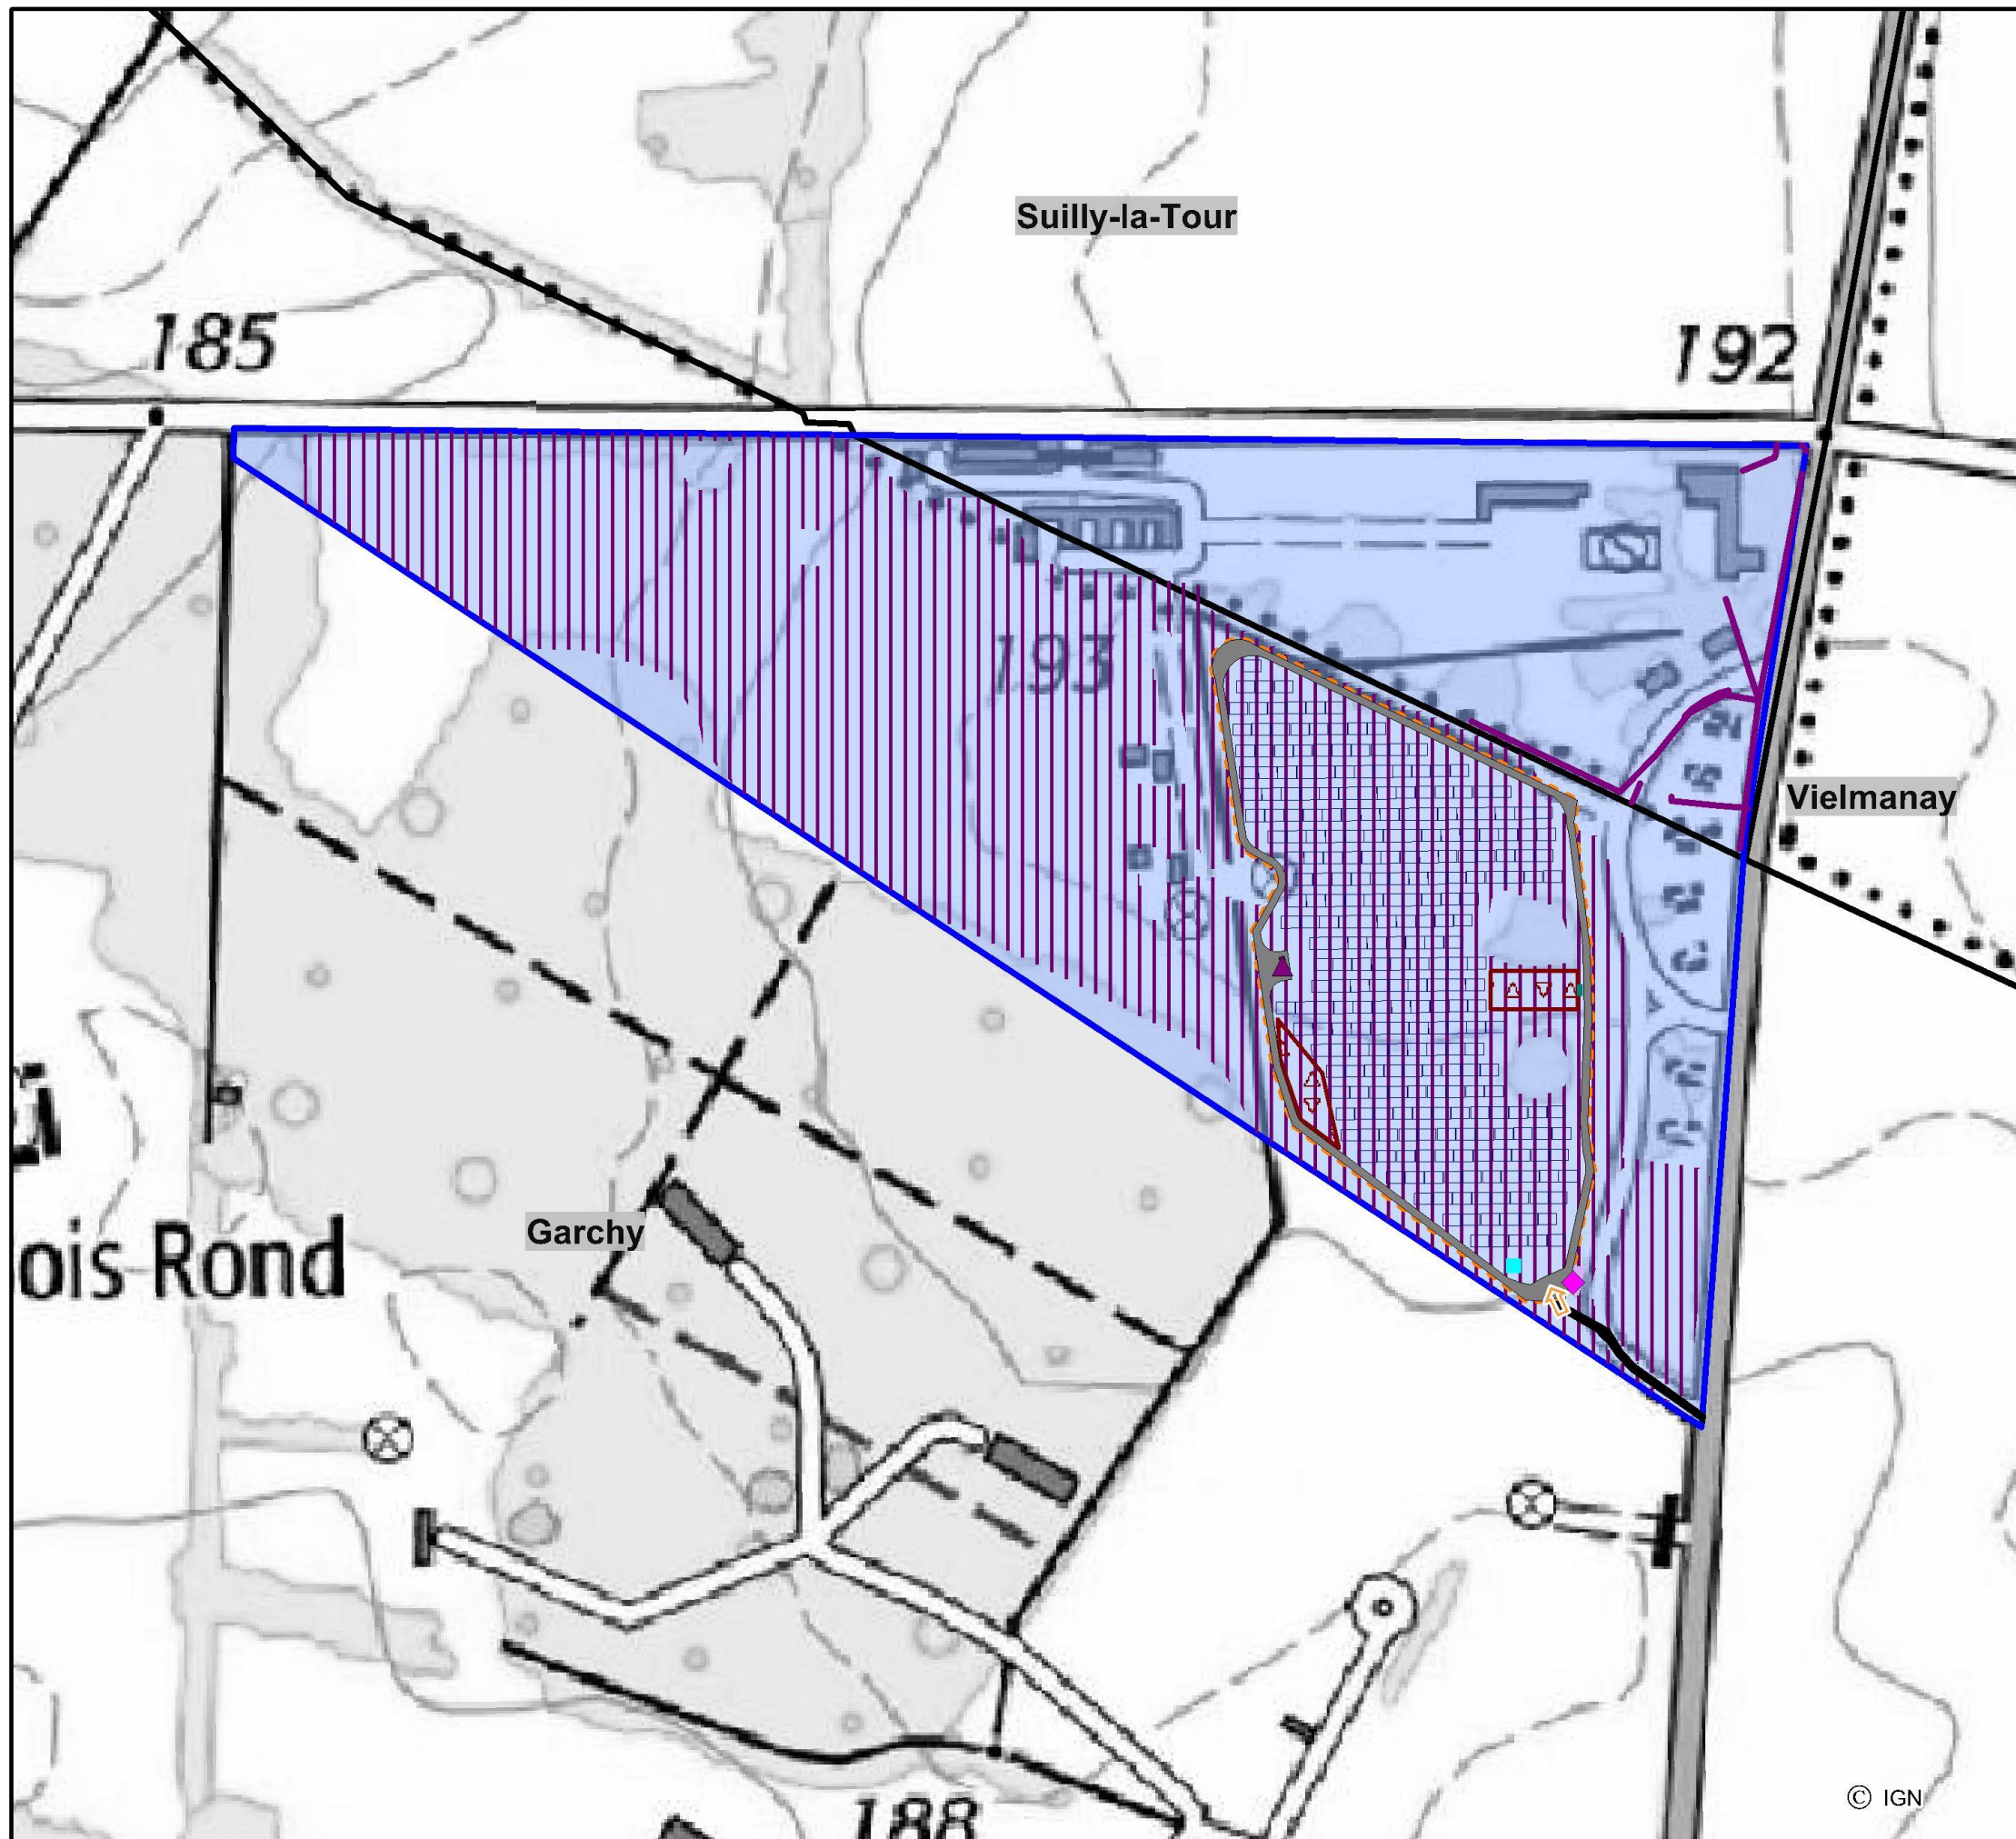 Suilly-la-Tour
185
192
193
Vielmanay
Garchy
ois Rond
188
© IGN